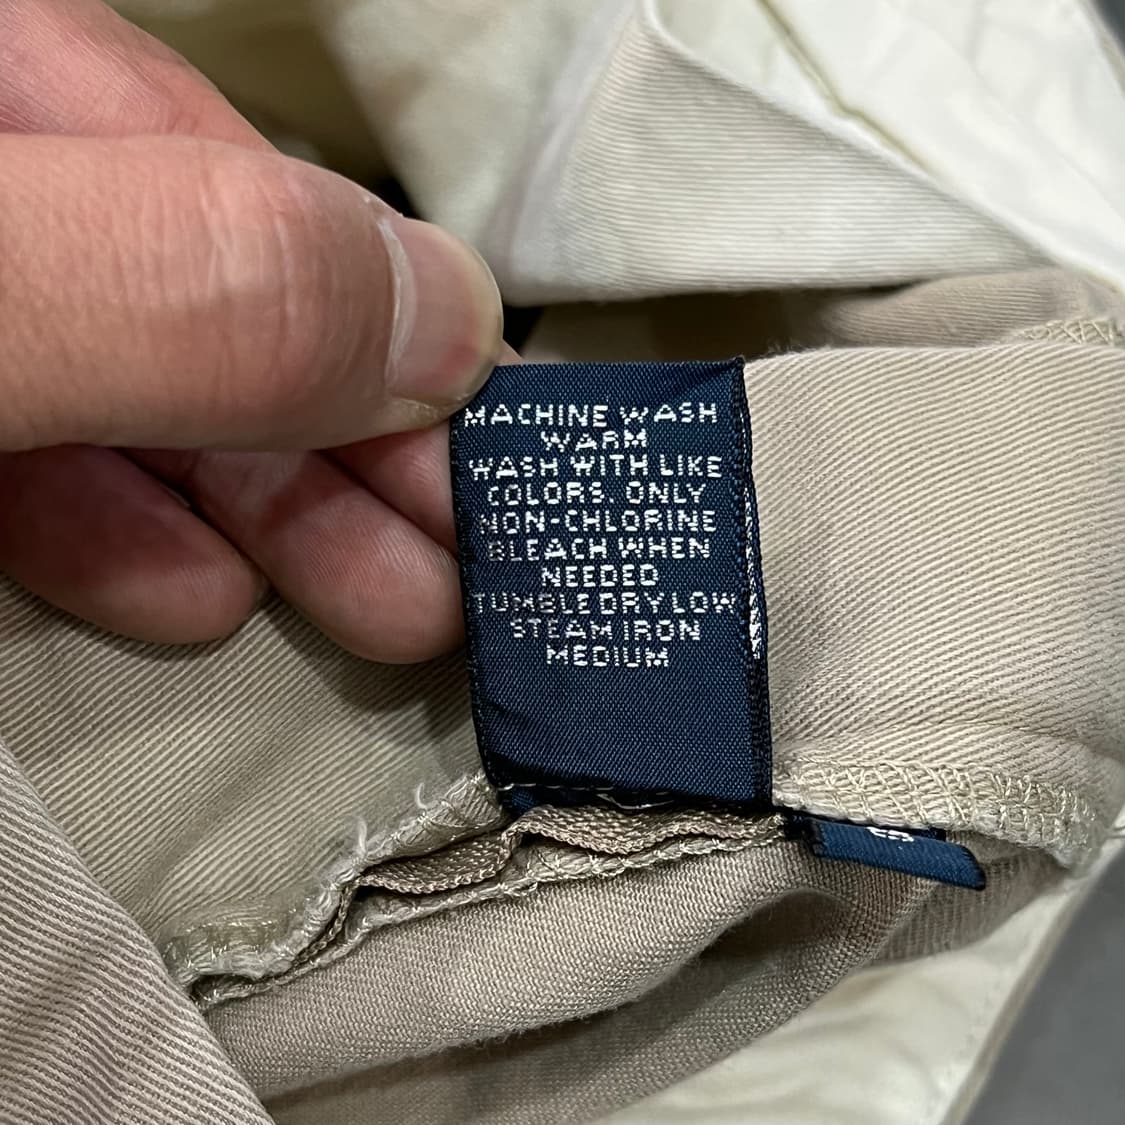 MACHINE WASH
WARM
WASH WITH LIKE
COLORS. ONLY
NON-CHLORINE
BLEACH WHEN
NEEDED
TUMBLE DRY LOW
STEAM IRON
MEDIUM